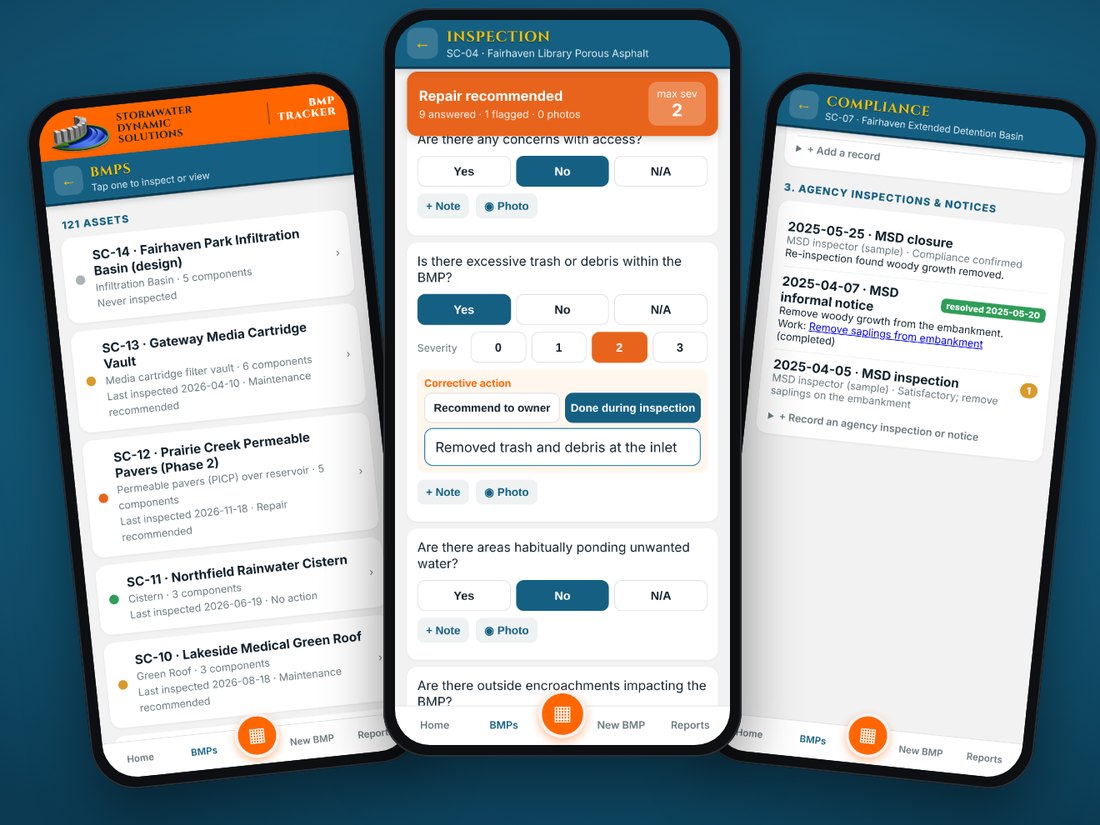 STORMWATER
DYNAMIC
SOLUTIONS
BMP
TRACKER
←
BMPS
Tap one to inspect or view
121 ASSETS
SC-14 · Fairhaven Park Infiltration
Basin (design)
Infiltration Basin · 5 components
Never inspected
SC-13 · Gateway Media Cartridge
Vault
Media cartridge filter vault · 6 components
Last inspected 2026-04-10 · Maintenance
recommended
SC-12 · Prairie Creek Permeable
Pavers (Phase 2)
Permeable pavers (PICP) over reservoir · 5
components
Last inspected 2026-11-18 · Repair
recommended
SC-11 · Northfield Rainwater Cistern
Cistern · 3 components
Last inspected 2026-06-19 · No action
SC-10 · Lakeside Medical Green Roof
Green Roof · 3 components
Last inspected 2026-08-18 · Maintenance
recommended
Home BMPs New BMP Reports
←
INSPECTION
SC-04 · Fairhaven Library Porous Asphalt
Repair recommended
9 answered · 1 flagged · 0 photos
max sev
2
Are there any concerns with access?
Yes No N/A
+ Note ◉ Photo
Is there excessive trash or debris within the
BMP?
Yes No N/A
Severity 0 1 2 3
Corrective action
Recommend to owner Done during inspection
Removed trash and debris at the inlet
+ Note ◉ Photo
Are there areas habitually ponding unwanted
water?
Yes No N/A
+ Note ◉ Photo
Are there outside encroachments impacting the
BMP?
Home BMPs New BMP Reports
←
COMPLIANCE
SC-07 · Fairhaven Extended Detention Basin
▶ + Add a record
3. AGENCY INSPECTIONS & NOTICES
2025-05-25 · MSD closure
MSD inspector (sample) · Compliance confirmed
Re-inspection found woody growth removed.
2025-04-07 · MSD
informal notice
resolved 2025-05-20
Remove woody growth from the embankment.
Work: Remove saplings from embankment
(completed)
2025-04-05 · MSD inspection
1
MSD inspector (sample) · Satisfactory; remove
saplings on the embankment
▶ + Record an agency inspection or notice
Home BMPs New BMP Reports